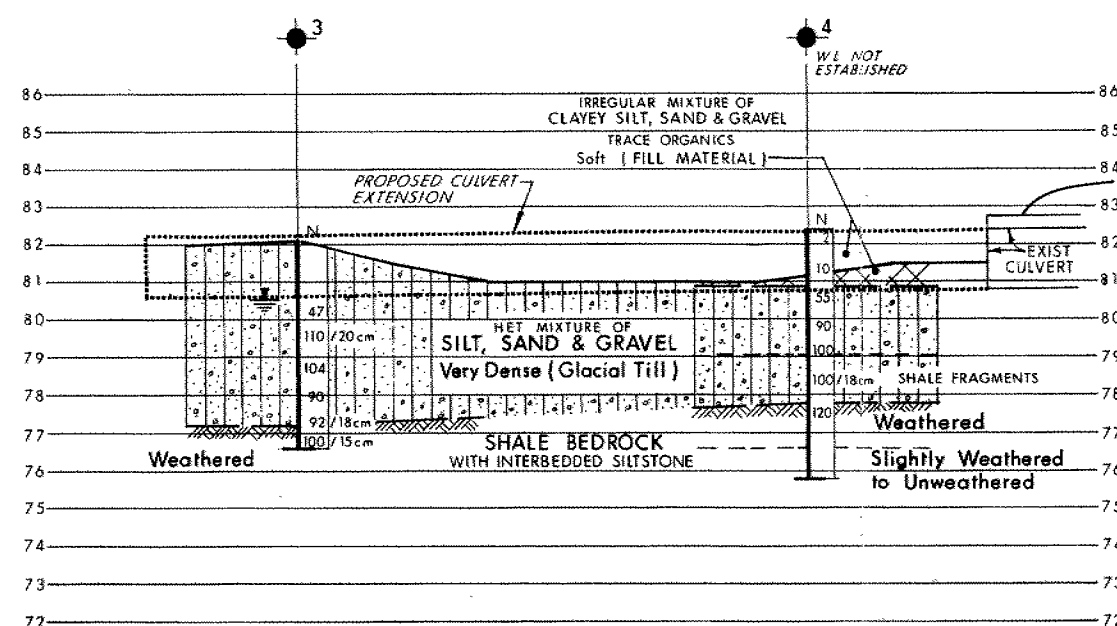 3
4
W L NOT
ESTABLISHED
86
86
IRREGULAR MIXTURE OF
CLAYEY SILT, SAND & GRAVEL
85
85
TRACE ORGANICS
Soft (FILL MATERIAL)
84
84
PROPOSED CULVERT
EXTENSION
83
83
N
N
82
2
82
10
EXIST
CULVERT
81
81
55
47
80
90
80
HET MIXTURE OF
110/20cm
SILT, SAND & GRAVEL
100
79
79
104
Very Dense (Glacial Till)
100/18cm SHALE FRAGMENTS
78
90
78
120
92/18cm
Weathered
77
100/15cm
SHALE BEDROCK
77
Weathered
WITH INTERBEDDED SILTSTONE
Slightly Weathered
to Unweathered
76
76
75
75
74
74
73
73
72
72